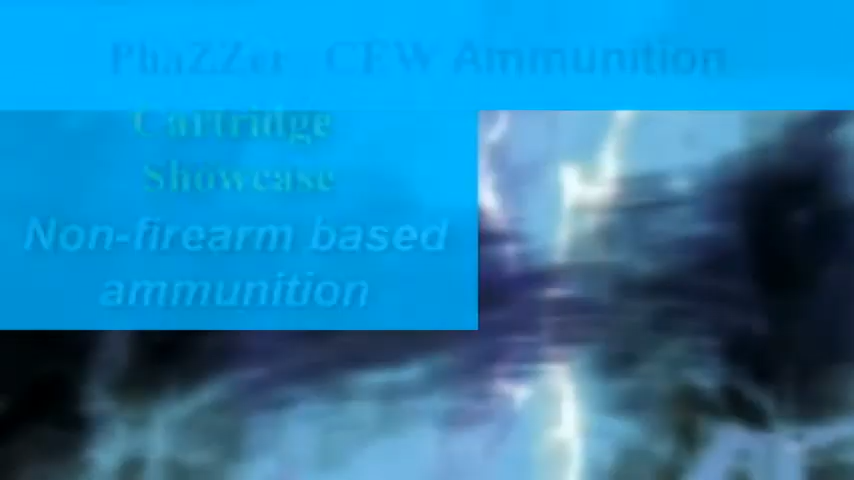 PhaZZer CEW Ammunition
Cartridge
Showcase
Non-firearm based
ammunition